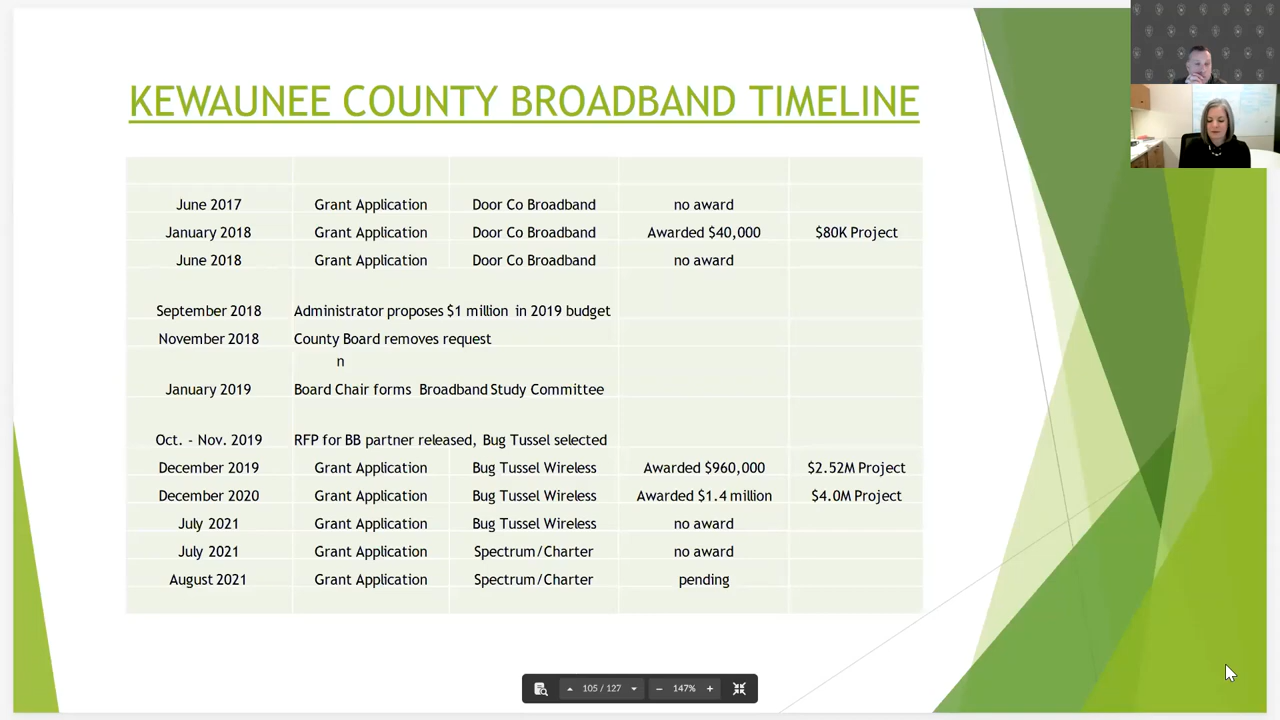 KEWAUNEE COUNTY BROADBAND TIMELINE
June 2017 Grant Application Door Co Broadband no award
January 2018 Grant Application Door Co Broadband Awarded $40,000 $80K Project
June 2018 Grant Application Door Co Broadband no award
September 2018 Administrator proposes $1 million in 2019 budget
November 2018 County Board removes request
n
January 2019 Board Chair forms Broadband Study Committee
Oct. - Nov. 2019 RFP for BB partner released, Bug Tussel selected
December 2019 Grant Application Bug Tussel Wireless Awarded $960,000 $2.52M Project
December 2020 Grant Application Bug Tussel Wireless Awarded $1.4 million $4.0M Project
July 2021 Grant Application Bug Tussel Wireless no award
July 2021 Grant Application Spectrum/Charter no award
August 2021 Grant Application Spectrum/Charter pending
105 / 127 147%